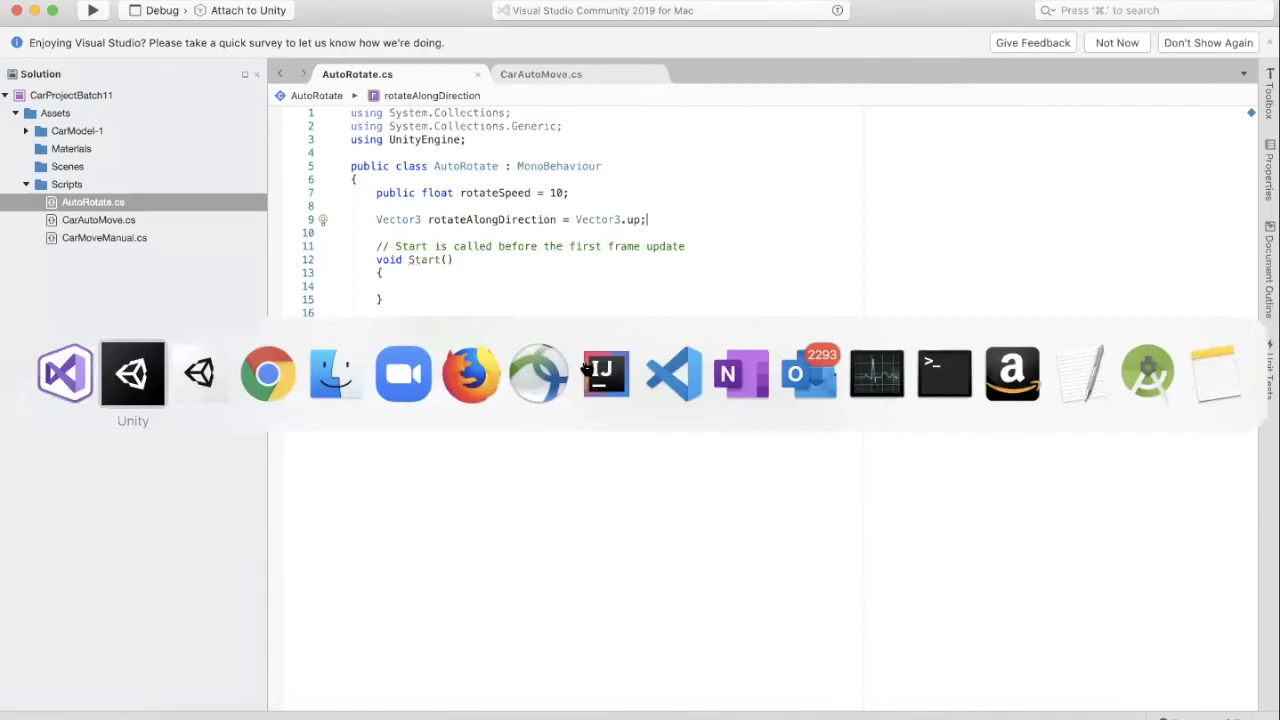 Debug
Attach to Unity
Visual Studio Community 2019 for Mac
Press '⌘.' to search
Enjoying Visual Studio? Please take a quick survey to let us know how we're doing.
Give Feedback
Not Now
Don't Show Again
Solution
AutoRotate.cs
CarAutoMove.cs
CarProjectBatch11
Assets
CarModel-1
Materials
Scenes
Scripts
AutoRotate.cs
CarAutoMove.cs
CarMoveManual.cs
AutoRotate
rotateAlongDirection
1 using System.Collections;
2 using System.Collections.Generic;
3 using UnityEngine;
4
5 public class AutoRotate : MonoBehaviour
6 {
7 public float rotateSpeed = 10;
8
9 Vector3 rotateAlongDirection = Vector3.up;
10
11 // Start is called before the first frame update
12 void Start()
13 {
14
15 }
16
Toolbox
Properties
Document Outline
Unit Tests
IJ
N
O
2293
>_
a
Unity